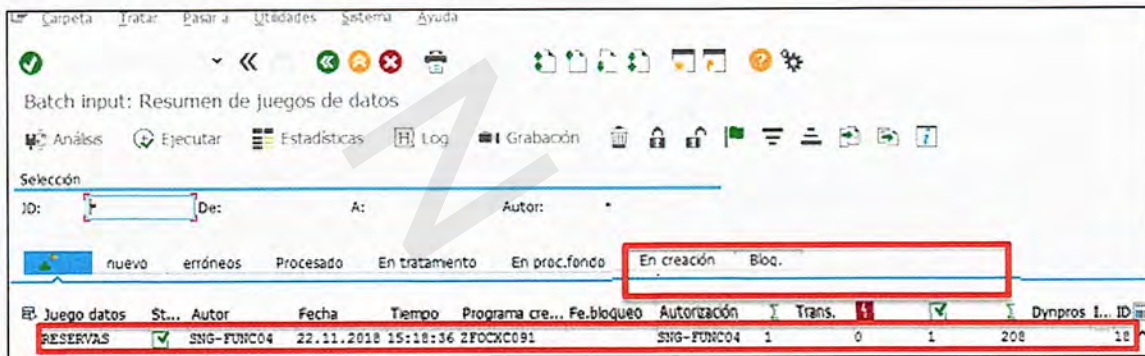 Carpeta Tratar Pasar a Utilidades Sistema Ayuda
Batch input: Resumen de juegos de datos
Análisis Ejecutar Estadísticas Log Grabación
Selección
ID: * De: A: Autor: *
nuevo erróneos Procesado En tratamiento En proc.fondo En creación Bloq.
Juego datos St... Autor Fecha Tiempo Programa cre... Fe.bloqueo Autorización Σ Trans. Σ Dynpros I... ID
RESERVAS SNG-FUNC04 22.11.2018 15:18:36 ZFOCXC091 SNG-FUNC04 1 0 1 208 18